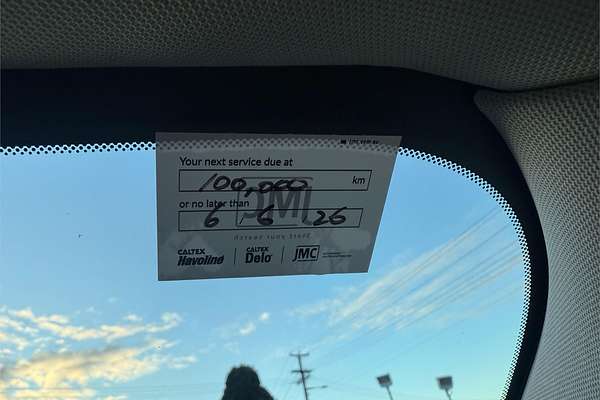 Your next service due at
100,000 km
or no later than
6 / 6 / 26
CALTEX Havoline | CALTEX Delo | JMC